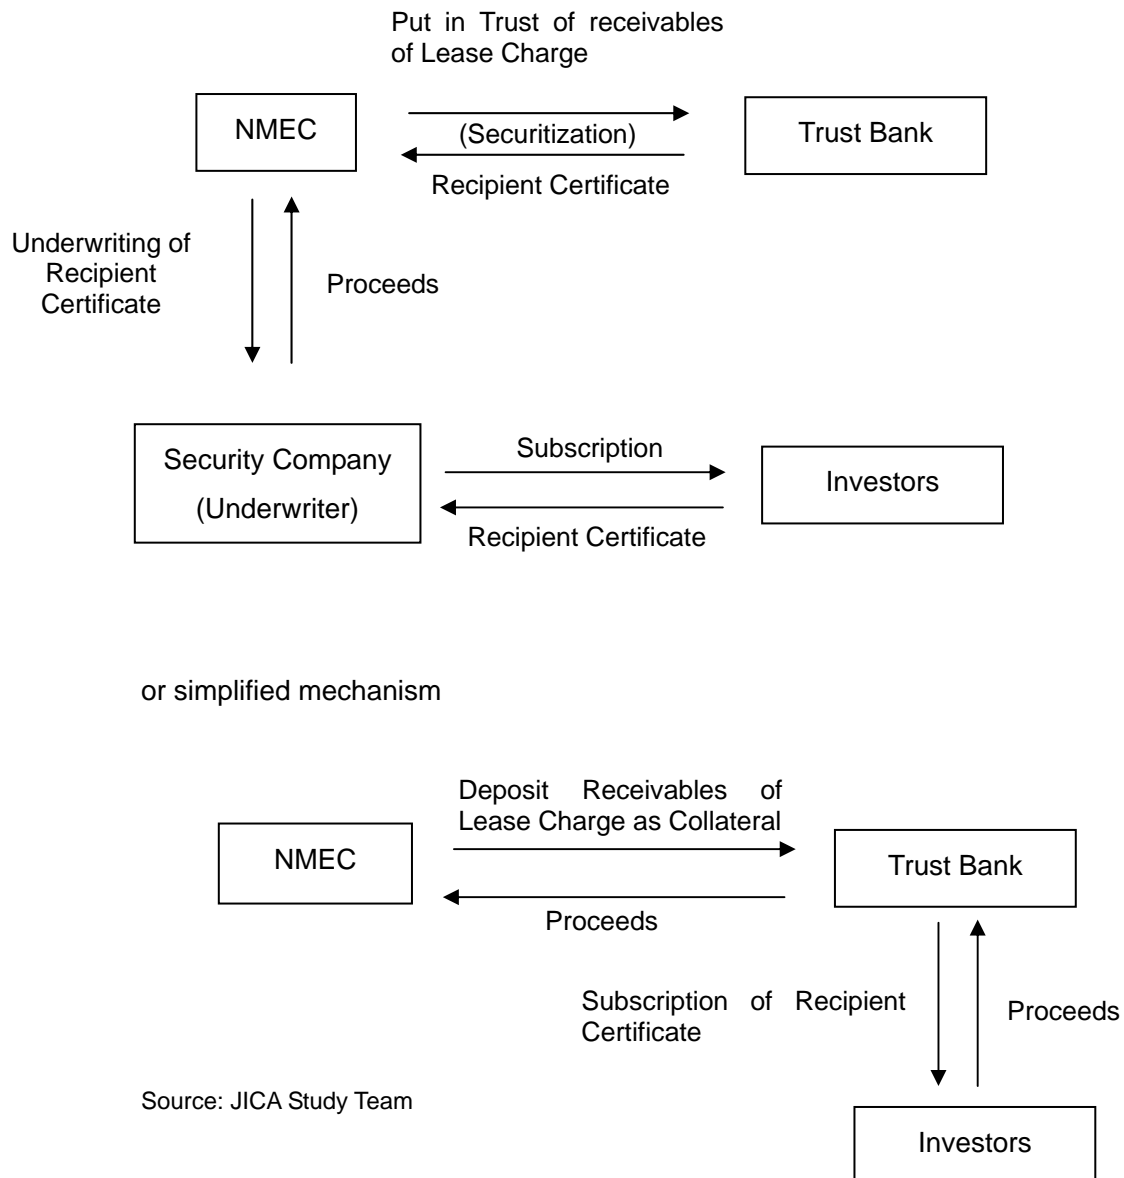 Put in Trust of receivables
of Lease Charge
NMEC
(Securitization)
Trust Bank
Recipient Certificate
Underwriting of
Recipient
Certificate
Proceeds
Security Company
(Underwriter)
Subscription
Investors
Recipient Certificate
or simplified mechanism
Deposit Receivables of
Lease Charge as Collateral
NMEC
Trust Bank
Proceeds
Subscription of Recipient
Certificate
Proceeds
Source: JICA Study Team
Investors